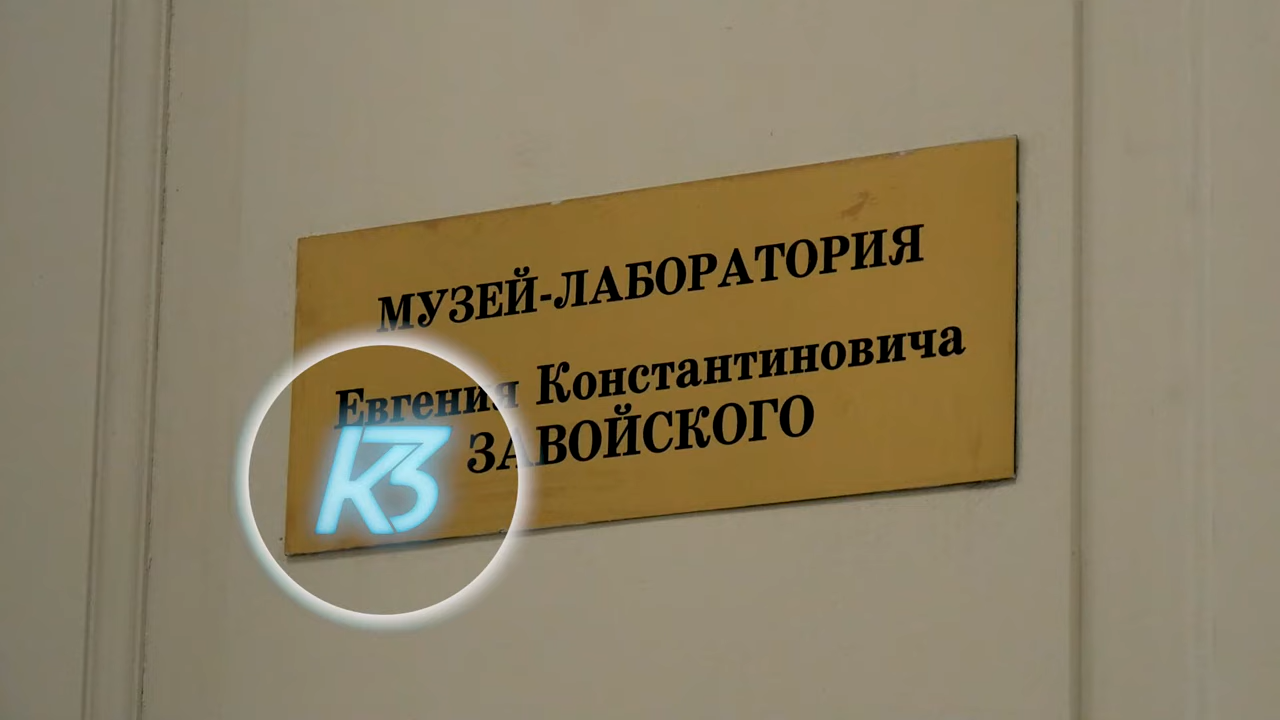 МУЗЕЙ-ЛАБОРАТОРИЯ
Евгения Константиновича
ЗАВОЙСКОГО
КЗ